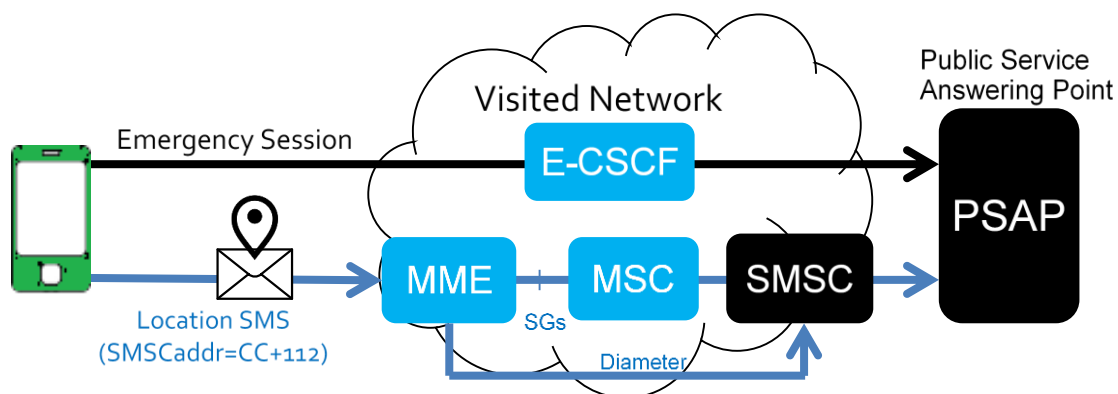 Public Service
Answering Point
Visited Network
Emergency Session
E-CSCF
PSAP
MME
MSC
SMSC
SGs
Location SMS
(SMSCaddr=CC+112)
Diameter